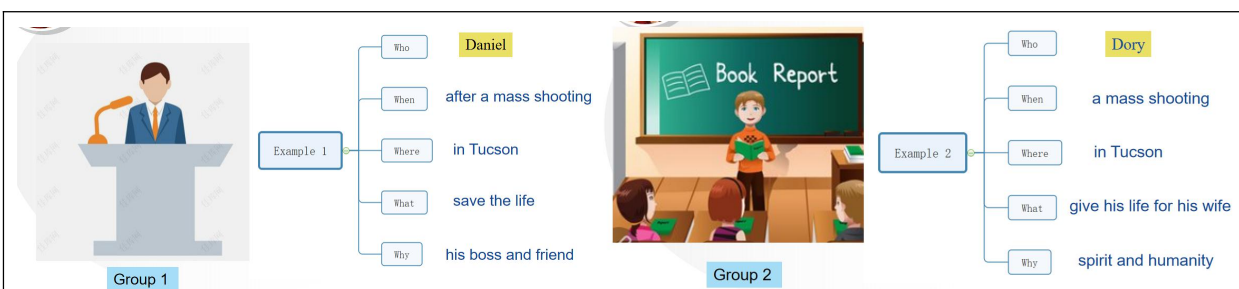 Example 1
Who
Daniel
When
after a mass shooting
Where
in Tucson
What
save the life
Why
his boss and friend
Group 1
Book Report
Group 2
Example 2
Who
Dory
When
a mass shooting
Where
in Tucson
What
give his life for his wife
Why
spirit and humanity